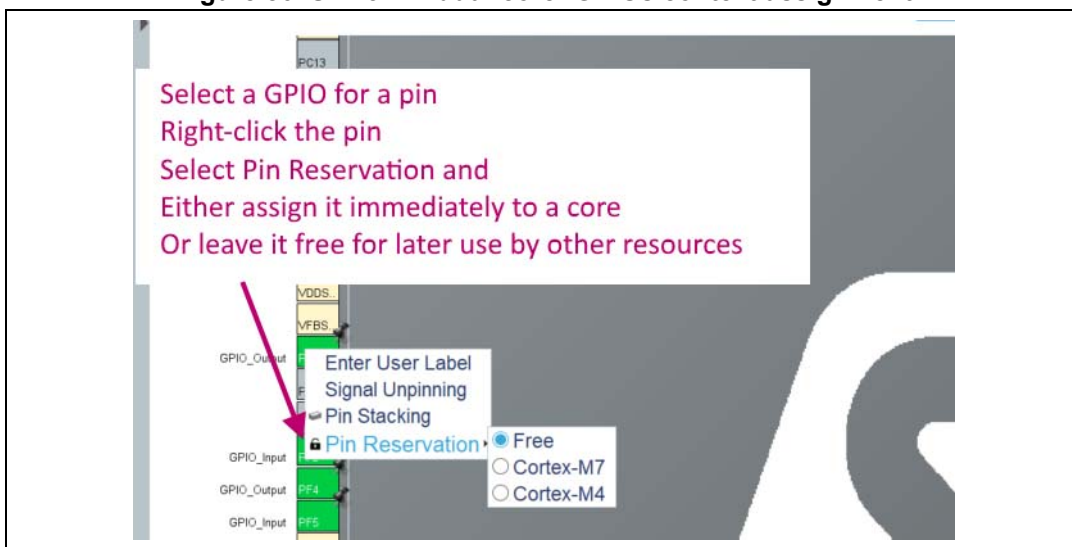 PC13
Select a GPIO for a pin
Right-click the pin
Select Pin Reservation and
Either assign it immediately to a core
Or leave it free for later use by other resources
VDDS..
VFBS..
GPIO_Output
Enter User Label
Signal Unpinning
Pin Stacking
Pin Reservation
Free
GPIO_Input
Cortex-M7
GPIO_Output PF4
Cortex-M4
GPIO_Input PF5